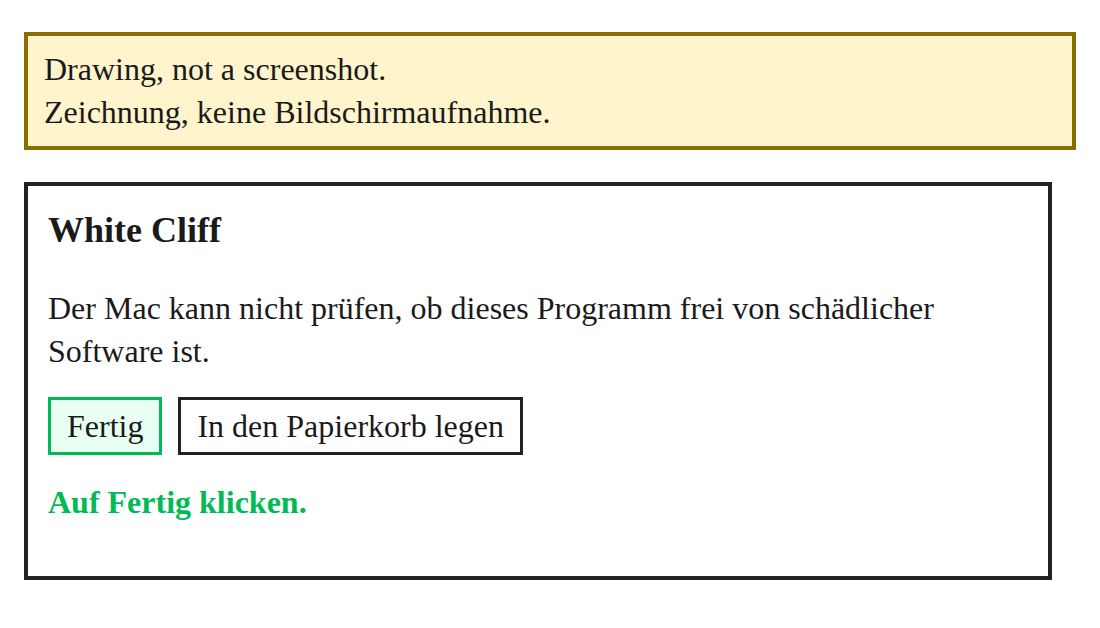 Drawing, not a screenshot.
Zeichnung, keine Bildschirmaufnahme.
White Cliff
Der Mac kann nicht prüfen, ob dieses Programm frei von schädlicher
Software ist.
Fertig
In den Papierkorb legen
Auf Fertig klicken.